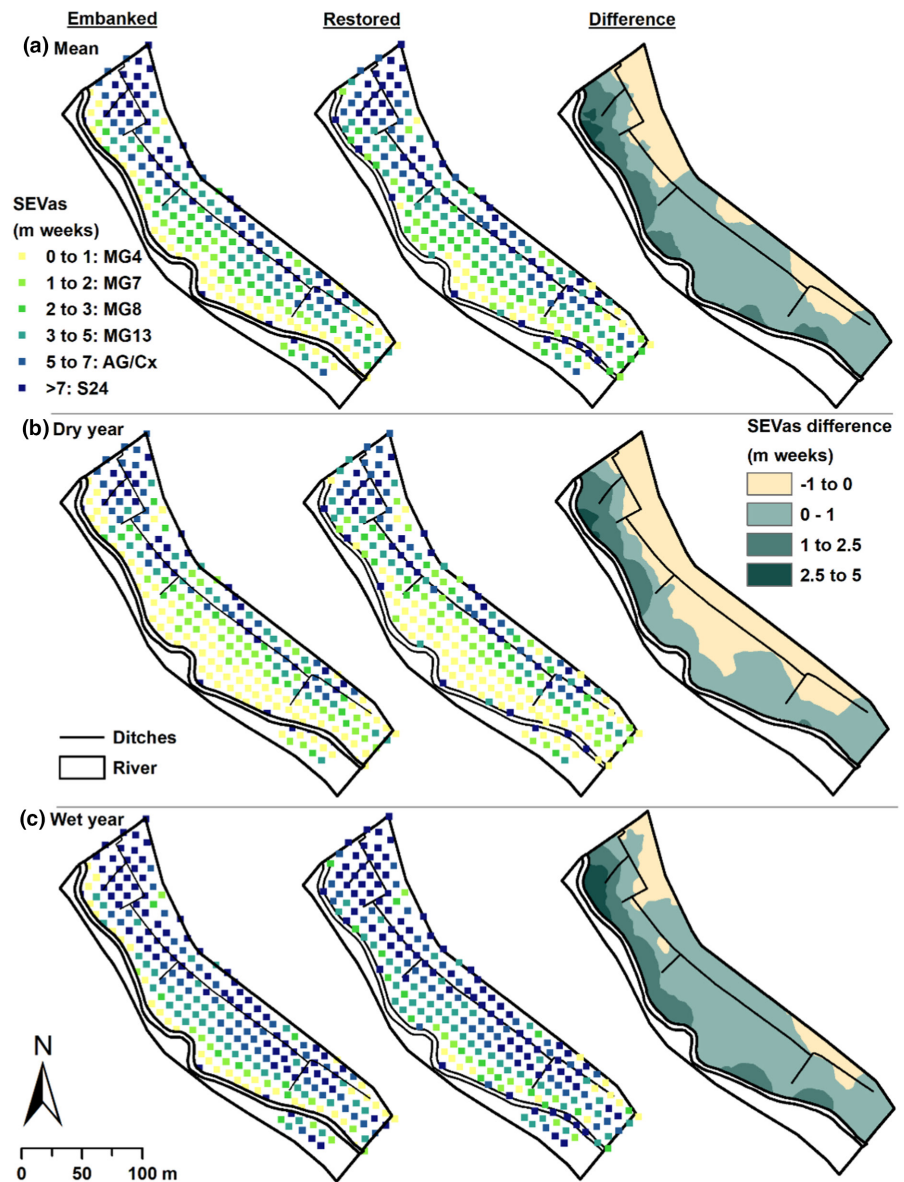 Embanked Restored Difference
(a) Mean
SEVas
(m weeks)
0 to 1: MG4
1 to 2: MG7
2 to 3: MG8
3 to 5: MG13
5 to 7: AG/Cx
>7: S24
(b) Dry year
SEVas difference
(m weeks)
-1 to 0
0 - 1
1 to 2.5
2.5 to 5
Ditches
River
(c) Wet year
N
0 50 100 m